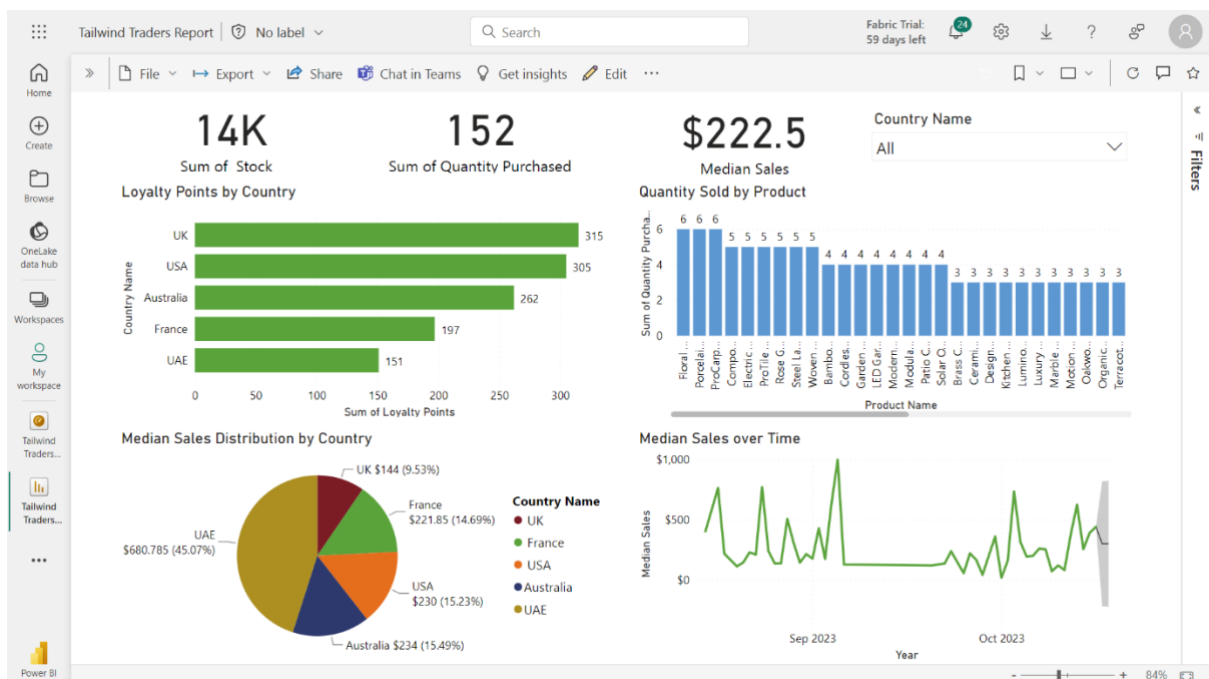 Tailwind Traders Report
No label
Search
Fabric Trial:
59 days left
24
Home
Create
Browse
OneLake
data hub
Workspaces
My
workspace
Tailwind
Traders...
Tailwind
Traders...
Power BI
File
Export
Share
Chat in Teams
Get insights
Edit
14K
Sum of Stock
152
Sum of Quantity Purchased
$222.5
Median Sales
Country Name
All
Filters
Loyalty Points by Country
Country Name
UK
315
USA
305
Australia
262
France
197
UAE
151
0 50 100 150 200 250 300
Sum of Loyalty Points
Quantity Sold by Product
Sum of Quantity Purcha...
6
4
2
0
6 6 6 5 5 5 5 5 5 4 4 4 4 4 4 4 4 3 3 3 3 3 3 3 3 3 3 3
Floral ...
Porcelai...
ProCarp...
Compo...
Electric ...
ProTile ...
Rose G...
Steel La...
Woven ...
Bambo...
Cordles...
Garden ...
LED Gar...
Modern...
Modula...
Patio C...
Solar O...
Brass C...
Cerami...
Design...
Kitchen ...
Lumino...
Luxury ...
Marble ...
Motion ...
Oakwo...
Organic...
Terracot...
Product Name
Median Sales Distribution by Country
UK $144 (9.53%)
France
$221.85 (14.69%)
USA
$230 (15.23%)
Australia $234 (15.49%)
UAE
$680.785 (45.07%)
Country Name
UK
France
USA
Australia
UAE
Median Sales over Time
Median Sales
$1,000
$500
$0
Sep 2023
Oct 2023
Year
84%